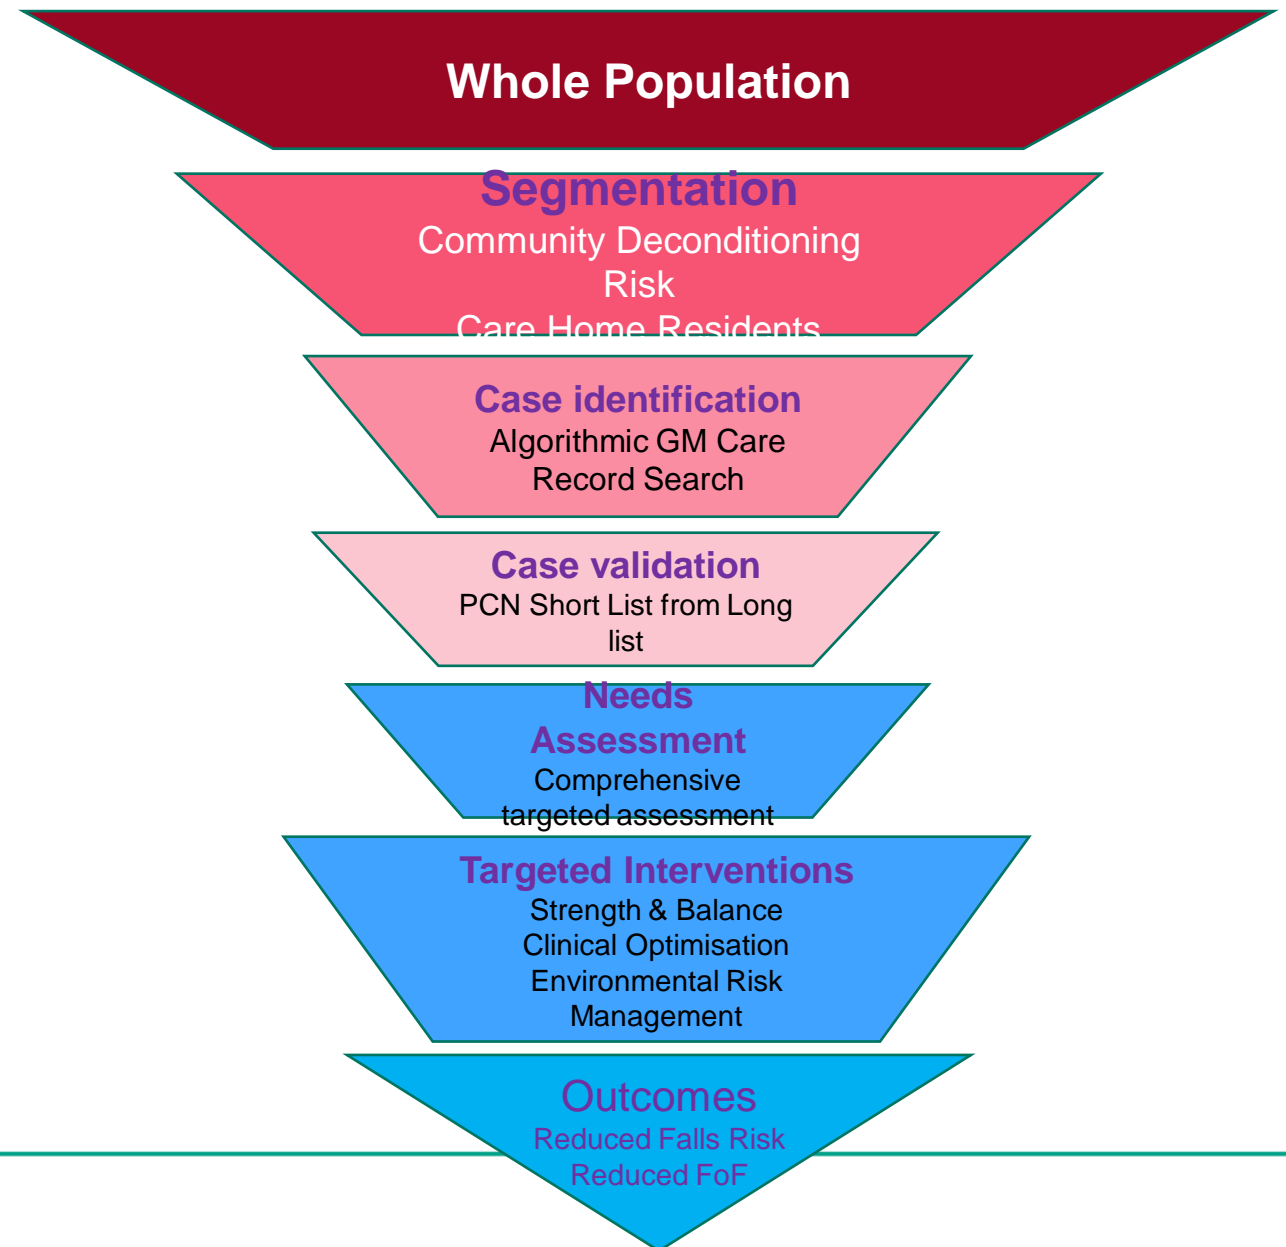 Whole Population
Segmentation
Community Deconditioning
Risk
Care Home Residents
Case identification
Algorithmic GM Care
Record Search
Case validation
PCN Short List from Long
list
Needs
Assessment
Comprehensive
targeted assessment
Targeted Interventions
Strength & Balance
Clinical Optimisation
Environmental Risk
Management
Outcomes
Reduced Falls Risk
Reduced FoF